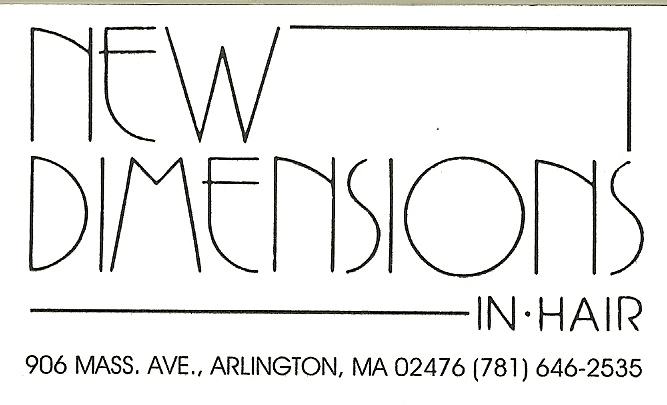 NEW
DIMENSIONS
IN·HAIR
906 MASS. AVE., ARLINGTON, MA 02476 (781) 646-2535